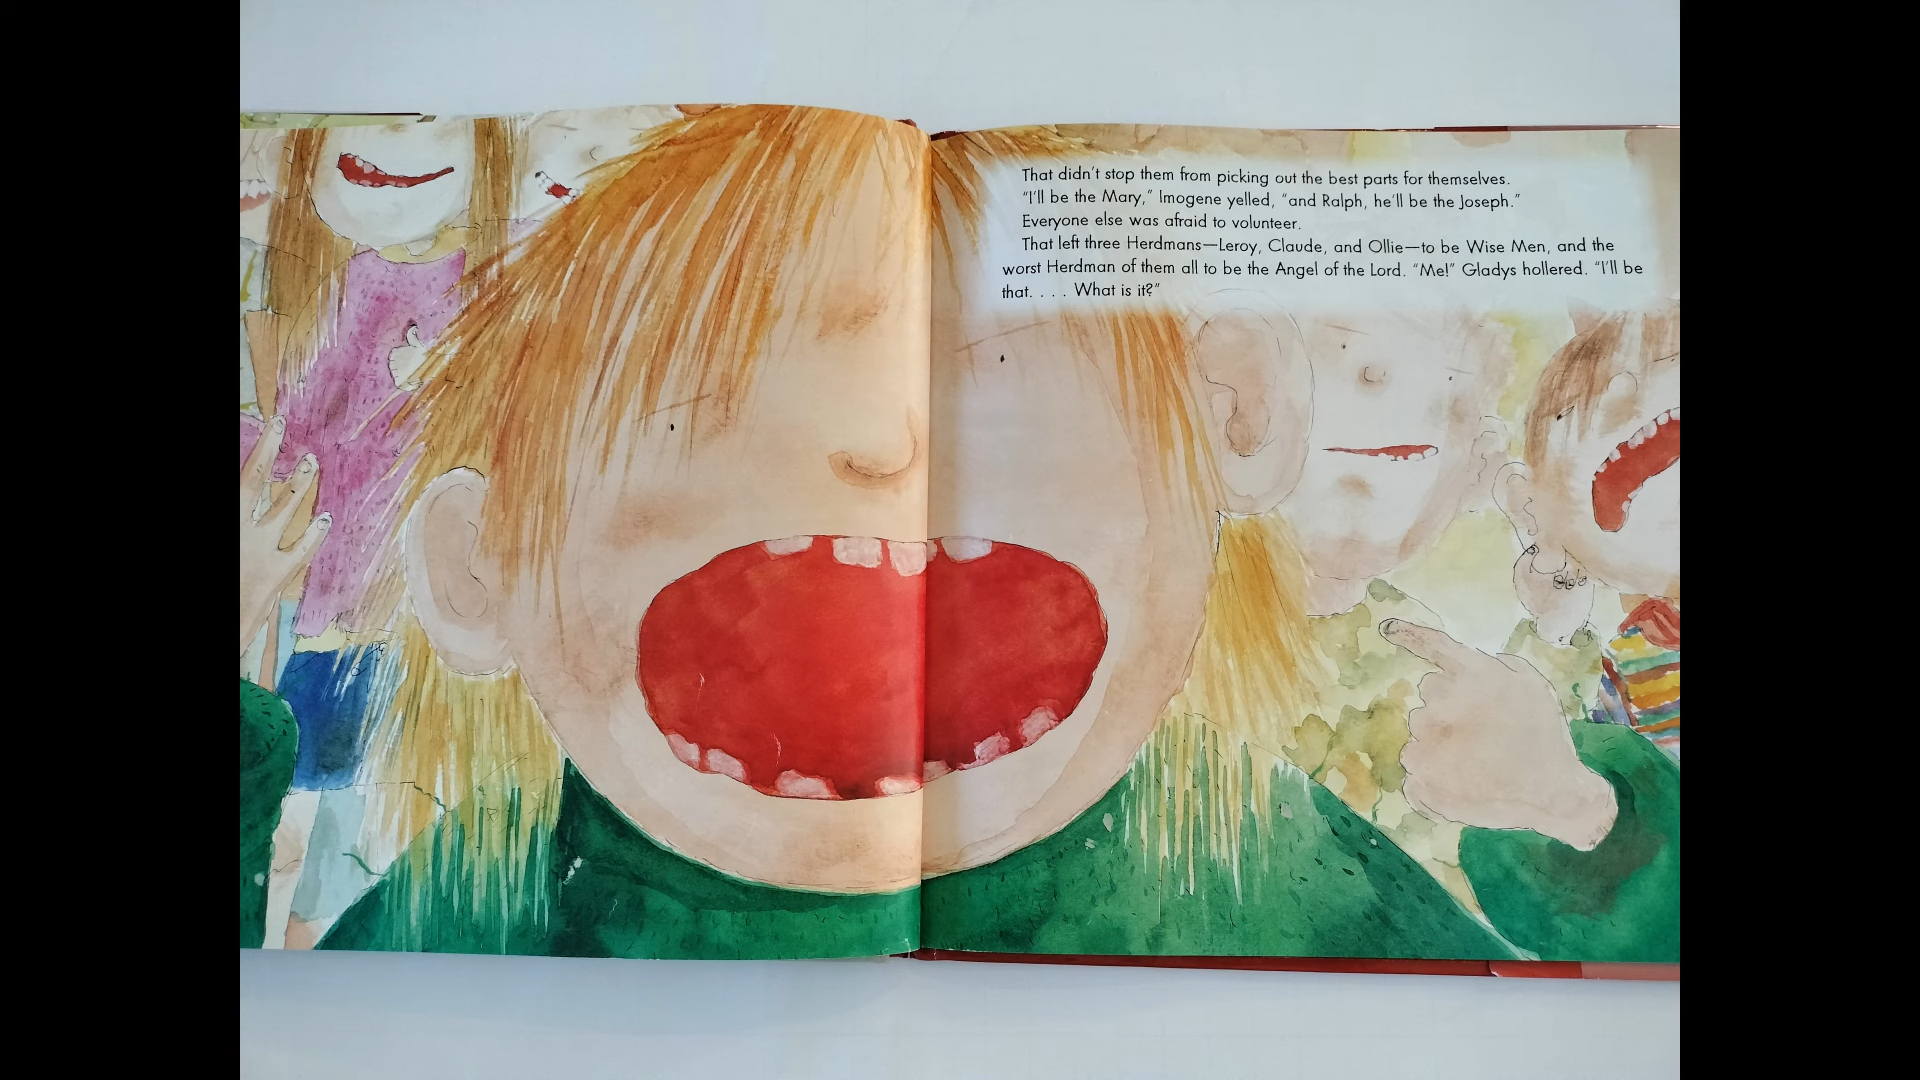 That didn't stop them from picking out the best parts for themselves.
"I'll be the Mary," Imogene yelled, "and Ralph, he'll be the Joseph."
Everyone else was afraid to volunteer.
That left three Herdmans—Leroy, Claude, and Ollie—to be Wise Men, and the
worst Herdman of them all to be the Angel of the Lord. "Me!" Gladys hollered. "I'll be
that. . . . What is it?"